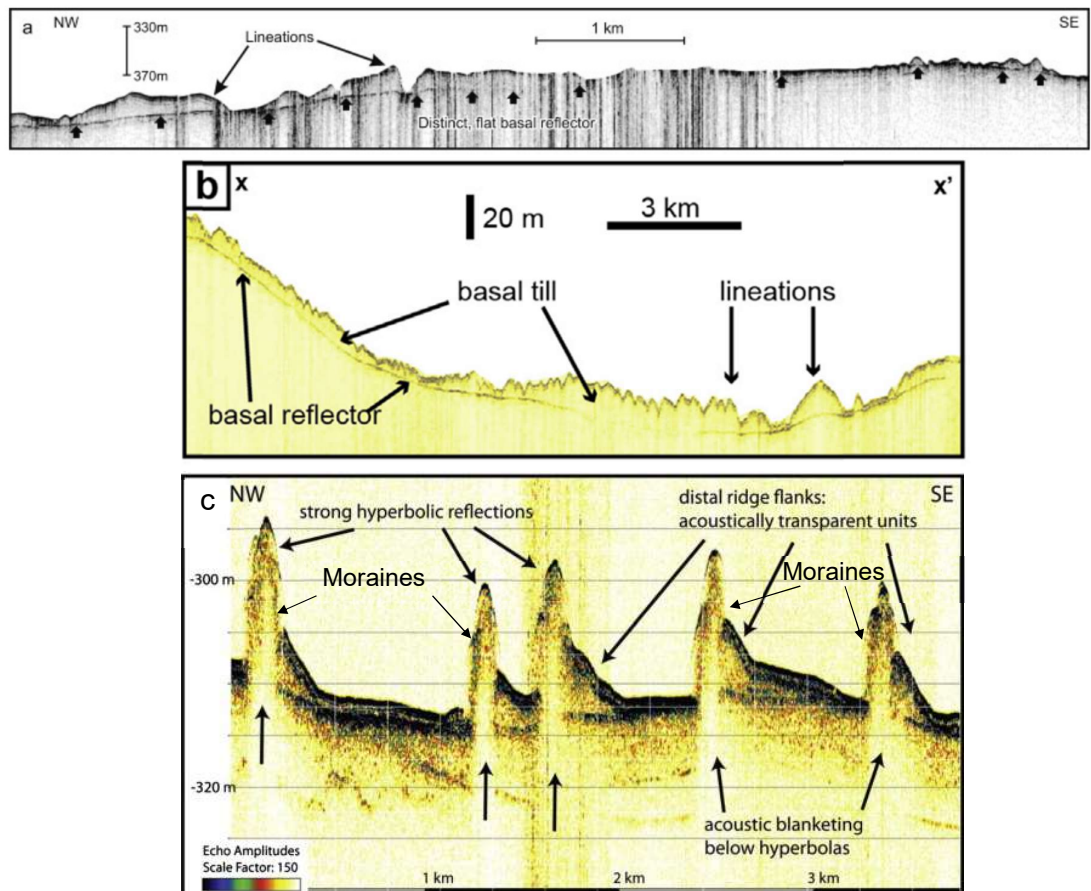 a NW SE
330m
370m
Lineations
1 km
Distinct, flat basal reflector
b x x'
20 m
3 km
basal till
lineations
basal reflector
c NW SE
strong hyperbolic reflections
distal ridge flanks:
acoustically transparent units
-300 m
Moraines
Moraines
-320 m
acoustic blanketing
below hyperbolas
Echo Amplitudes
Scale Factor: 150
1 km
2 km
3 km